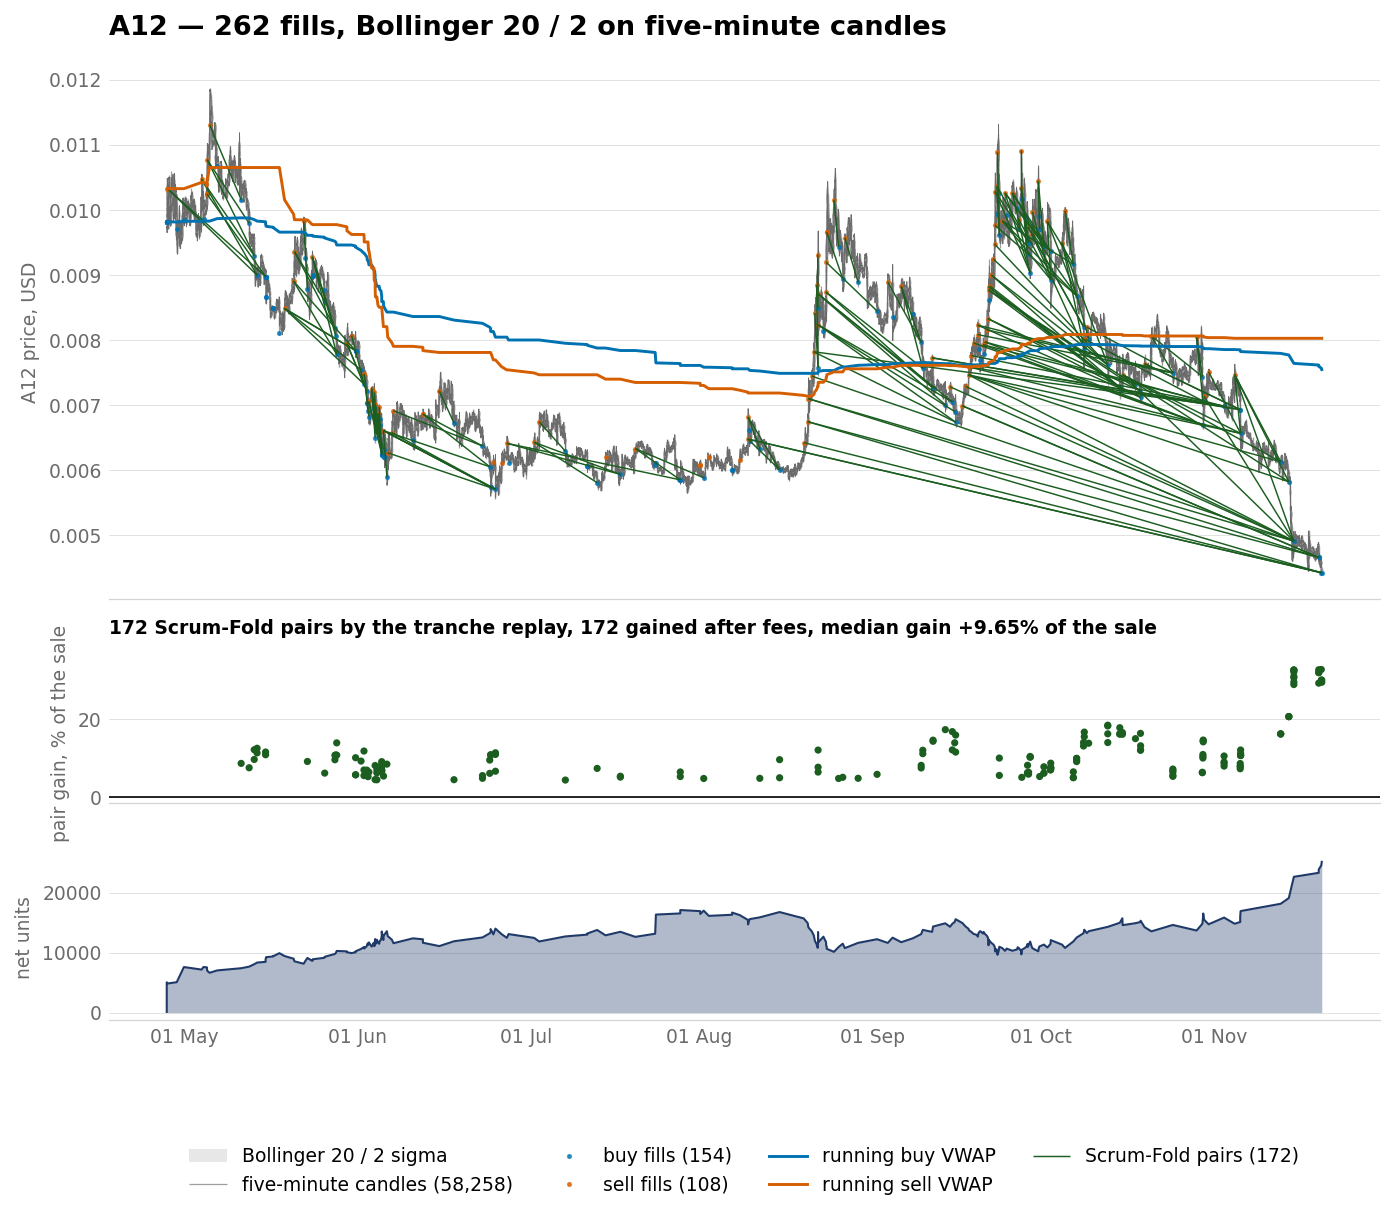 A12 — 262 fills, Bollinger 20 / 2 on five-minute candles
0.012
0.011
0.010
0.009
0.008
0.007
0.006
0.005
A12 price, USD
172 Scrum-Fold pairs by the tranche replay, 172 gained after fees, median gain +9.65% of the sale
20
0
pair gain, % of the sale
20000
10000
0
net units
01 May
01 Jun
01 Jul
01 Aug
01 Sep
01 Oct
01 Nov
Bollinger 20 / 2 sigma
five-minute candles (58,258)
buy fills (154)
sell fills (108)
running buy VWAP
running sell VWAP
Scrum-Fold pairs (172)